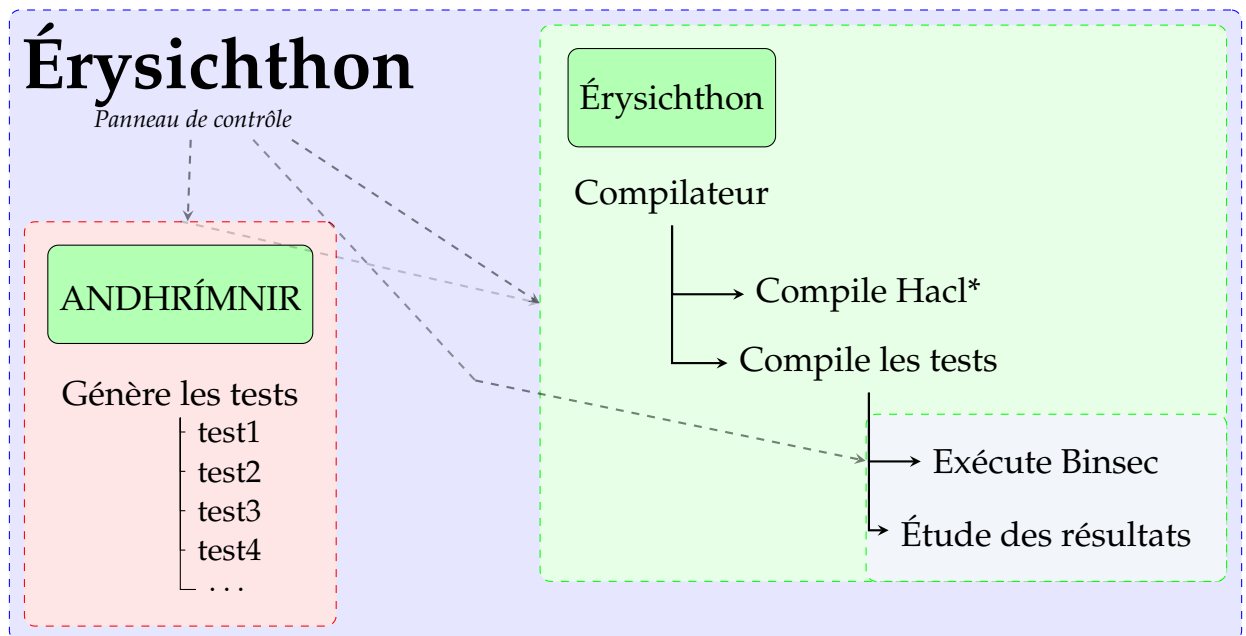 Érysichthon
Panneau de contrôle
ANDHRÍMNIR
Génère les tests
test1
test2
test3
test4
. . .
Érysichthon
Compilateur
Compile Hacl*
Compile les tests
Exécute Binsec
Étude des résultats